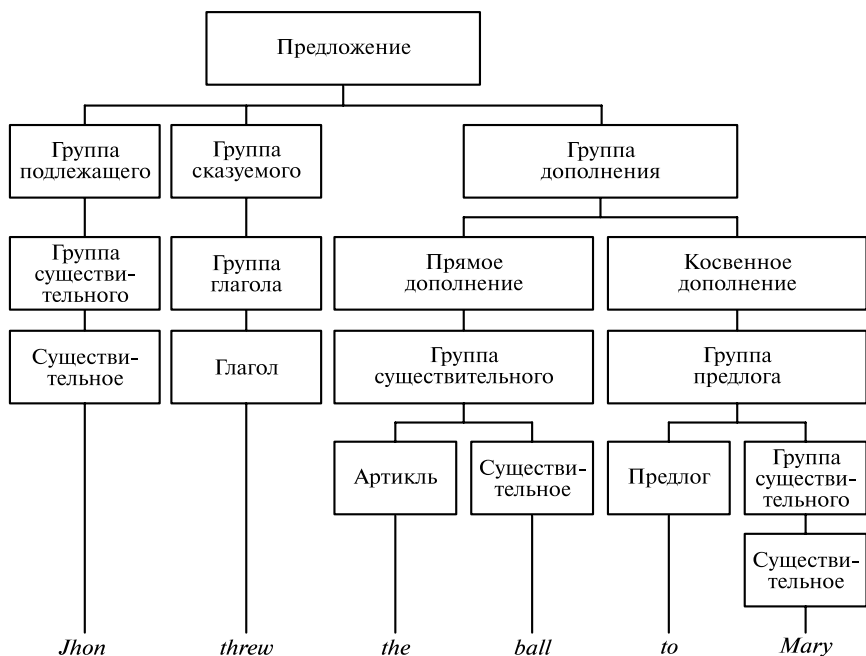 Предложение
Группа
подлежащего
Группа
сказуемого
Группа
дополнения
Группа
существи-
тельного
Группа
глагола
Прямое
дополнение
Косвенное
дополнение
Существи-
тельное
Глагол
Группа
существительного
Группа
предлога
Артикль
Существи-
тельное
Предлог
Группа
существи-
тельного
Существи-
тельное
Jhon threw the ball to Mary